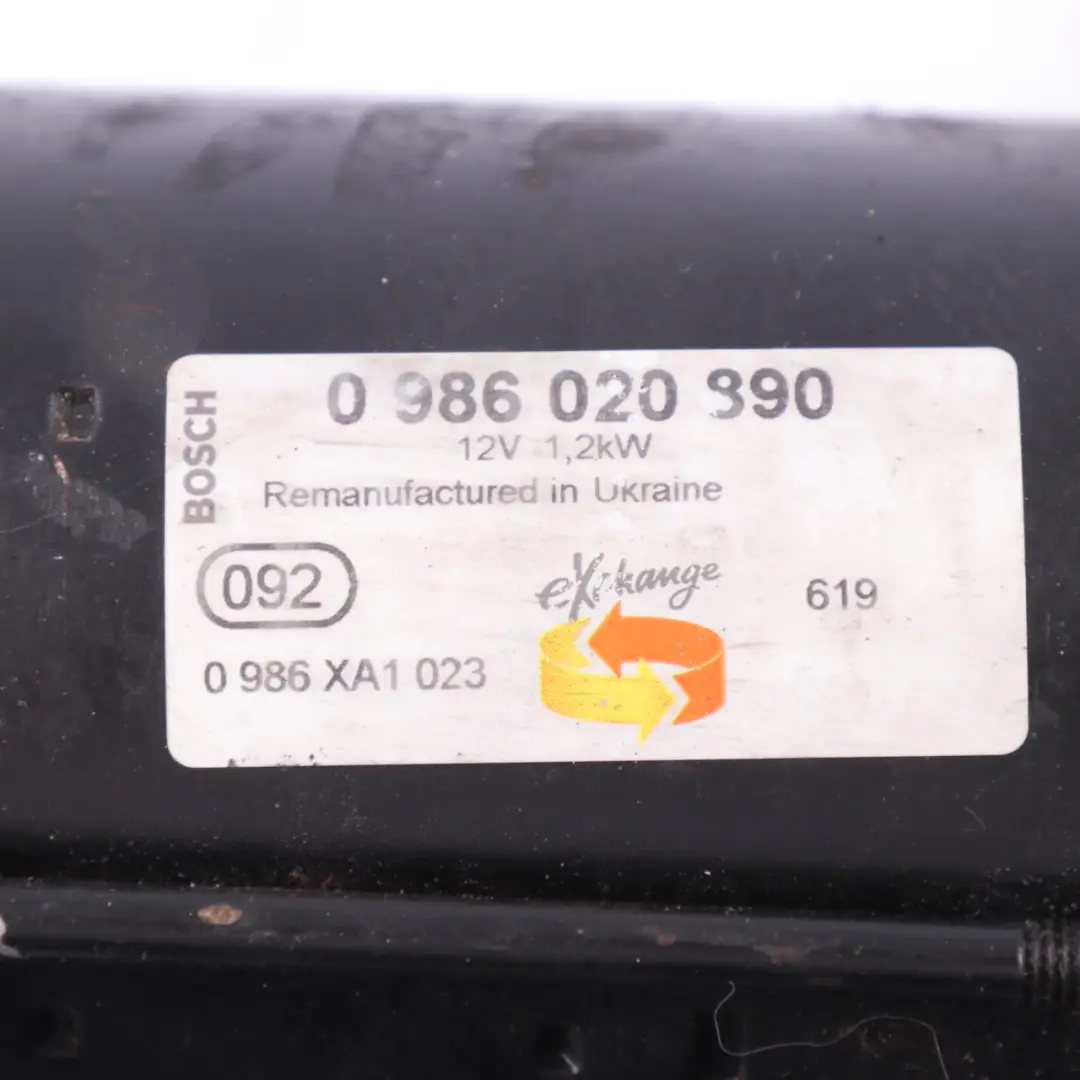 BOSCH
0 986 020 390
12V 1,2kW
Remanufactured in Ukraine
092
eXchange
619
0 986 XA1 023